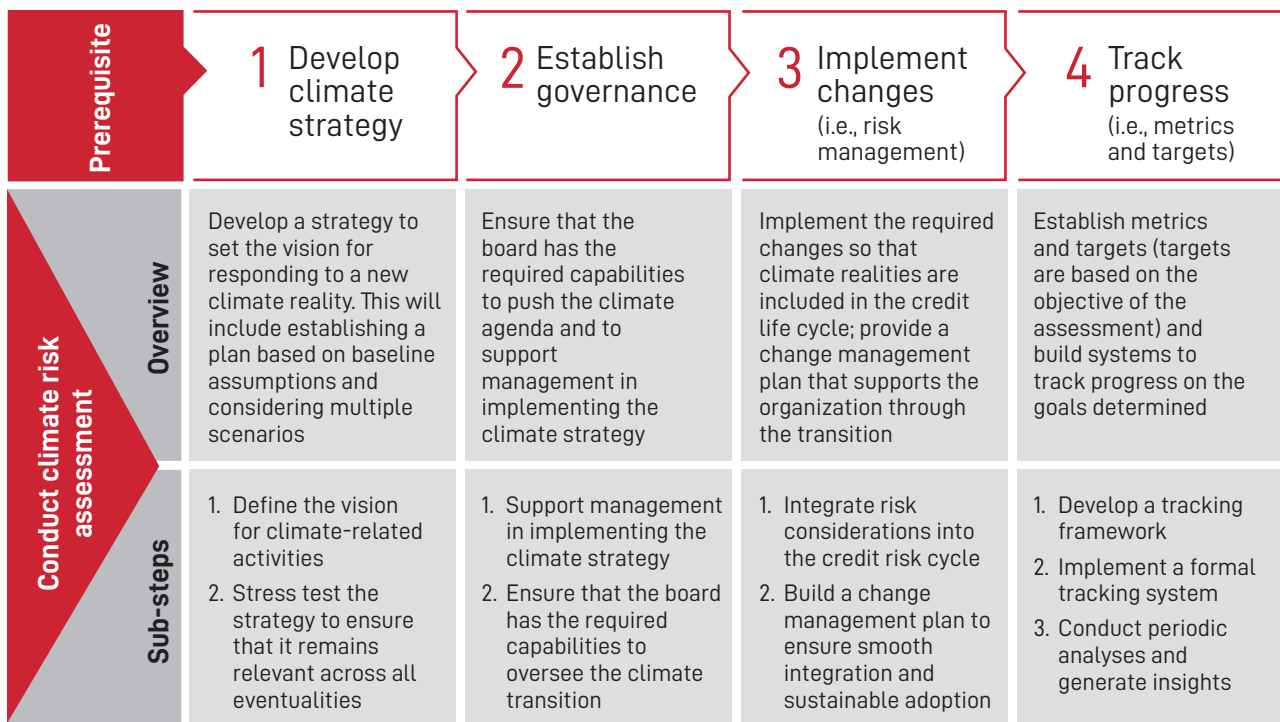 Prerequisite
1 Develop
climate
strategy
2 Establish
governance
3 Implement
changes
(i.e., risk
management)
4 Track
progress
(i.e., metrics
and targets)
Conduct climate risk
assessment
Overview
Develop a strategy to
set the vision for
responding to a new
climate reality. This will
include establishing a
plan based on baseline
assumptions and
considering multiple
scenarios
Ensure that the
board has the
required capabilities
to push the climate
agenda and to
support
management in
implementing the
climate strategy
Implement the required
changes so that
climate realities are
included in the credit
life cycle; provide a
change management
plan that supports the
organization through
the transition
Establish metrics
and targets (targets
are based on the
objective of the
assessment) and
build systems to
track progress on the
goals determined
Sub-steps
1. Define the vision
for climate-related
activities
2. Stress test the
strategy to ensure
that it remains
relevant across all
eventualities
1. Support management
in implementing the
climate strategy
2. Ensure that the board
has the required
capabilities to
oversee the climate
transition
1. Integrate risk
considerations into
the credit risk cycle
2. Build a change
management plan to
ensure smooth
integration and
sustainable adoption
1. Develop a tracking
framework
2. Implement a formal
tracking system
3. Conduct periodic
analyses and
generate insights